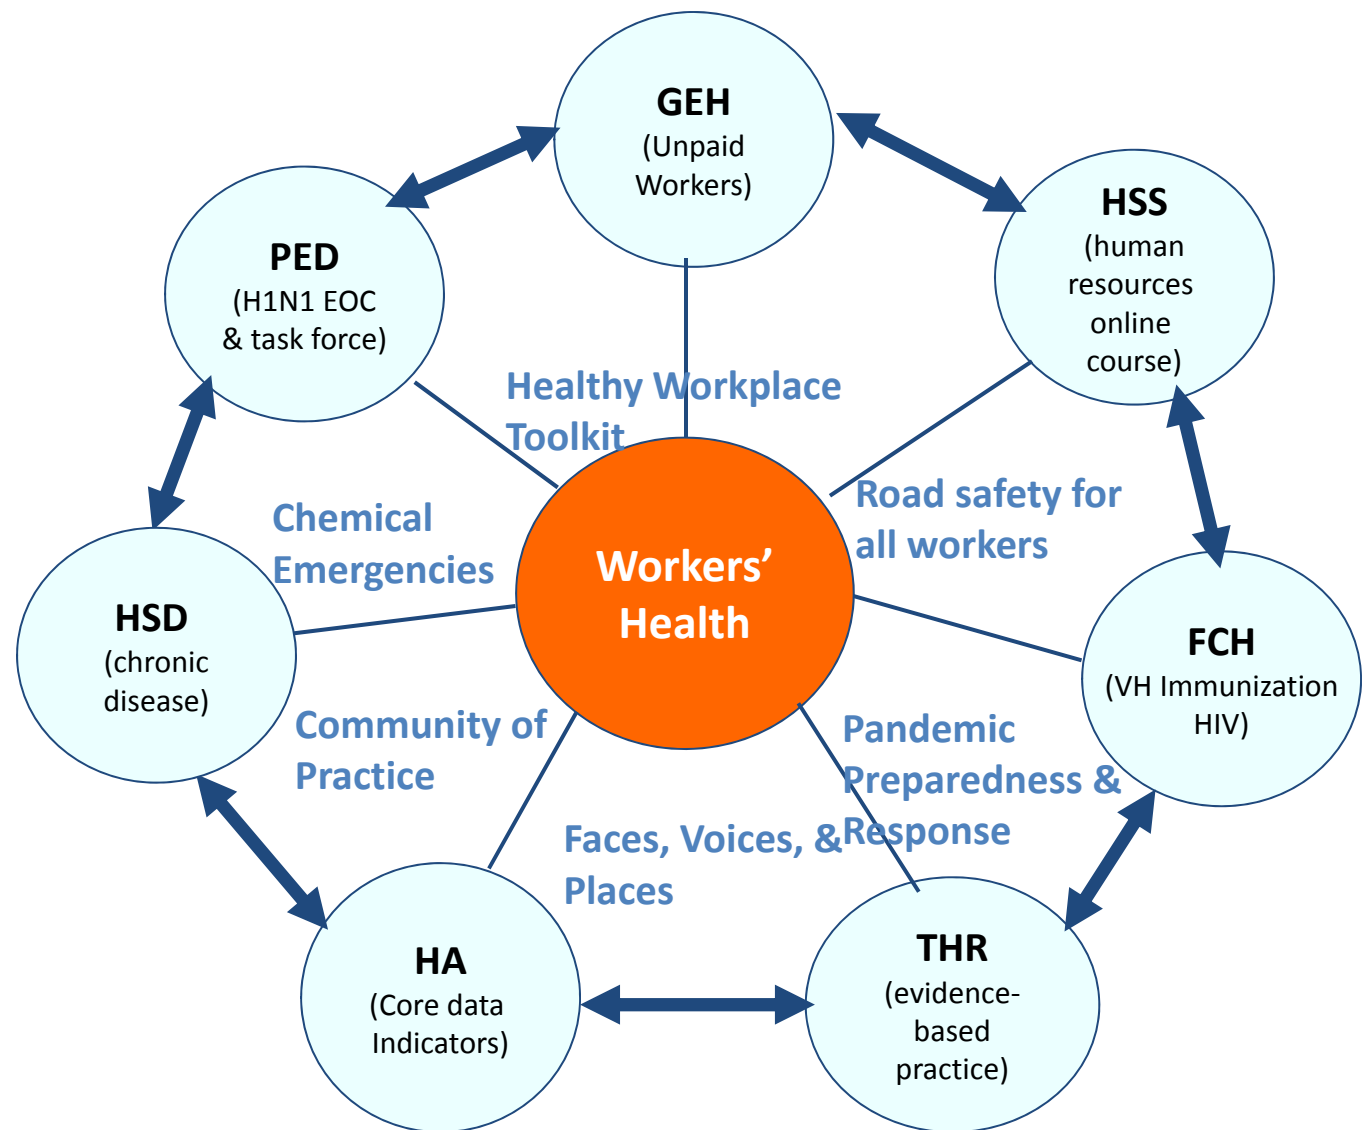 GEH
(Unpaid
Workers)
HSS
(human
resources
online
course)
PED
(H1N1 EOC
& task force)
Healthy Workplace
Toolkit
Road safety for
all workers
Chemical
Emergencies
Workers’
Health
HSD
(chronic
disease)
FCH
(VH Immunization
HIV)
Community of
Practice
Pandemic
Preparedness &
Response
Faces, Voices, &
Places
HA
(Core data
Indicators)
THR
(evidence-
based
practice)